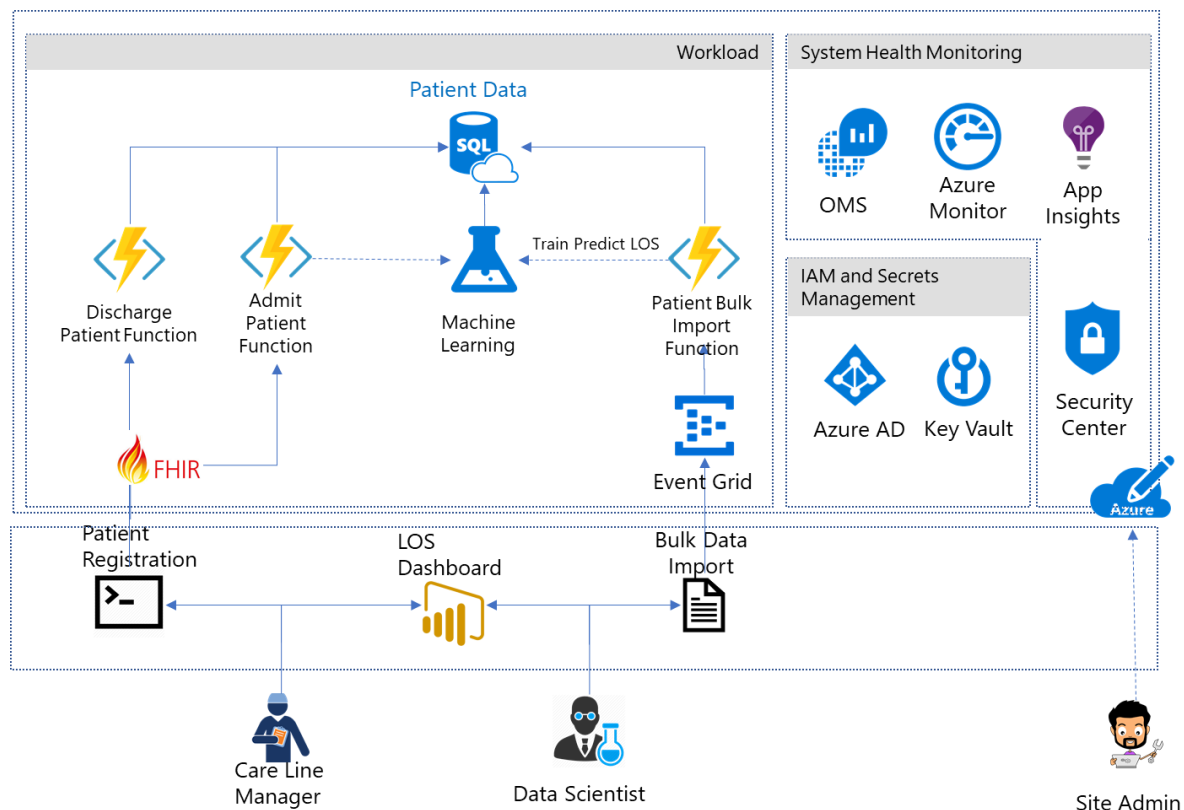 Workload
System Health Monitoring
Patient Data
SQL
OMS
Azure
Monitor
App
Insights
Train Predict LOS
Discharge
Patient Function
Admit
Patient
Function
Machine
Learning
Patient Bulk
Import
Function
IAM and Secrets
Management
Azure AD
Key Vault
Security
Center
FHIR
Event Grid
Azure
Patient
Registration
LOS
Dashboard
Bulk Data
Import
>_
Care Line
Manager
Data Scientist
Site Admin